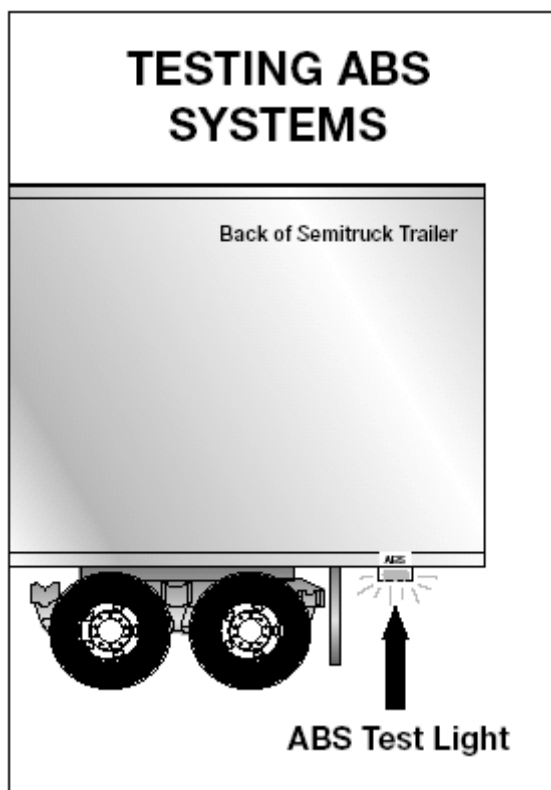 TESTING ABS
SYSTEMS
Back of Semitruck Trailer
ABS
ABS Test Light